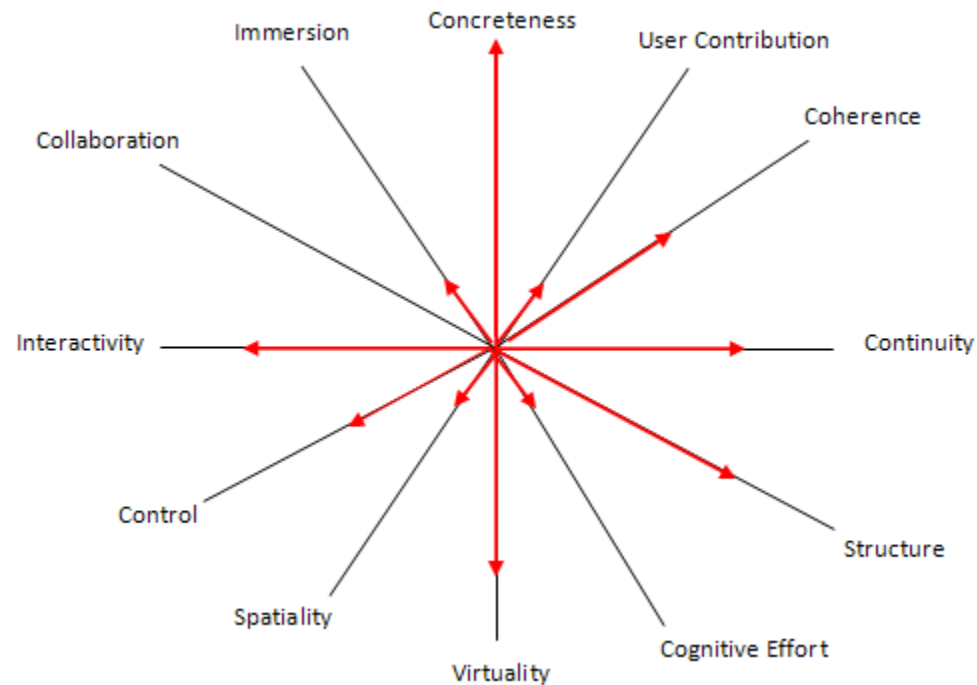 Concreteness
Immersion
User Contribution
Coherence
Collaboration
Interactivity
Continuity
Control
Structure
Spatiality
Cognitive Effort
Virtuality